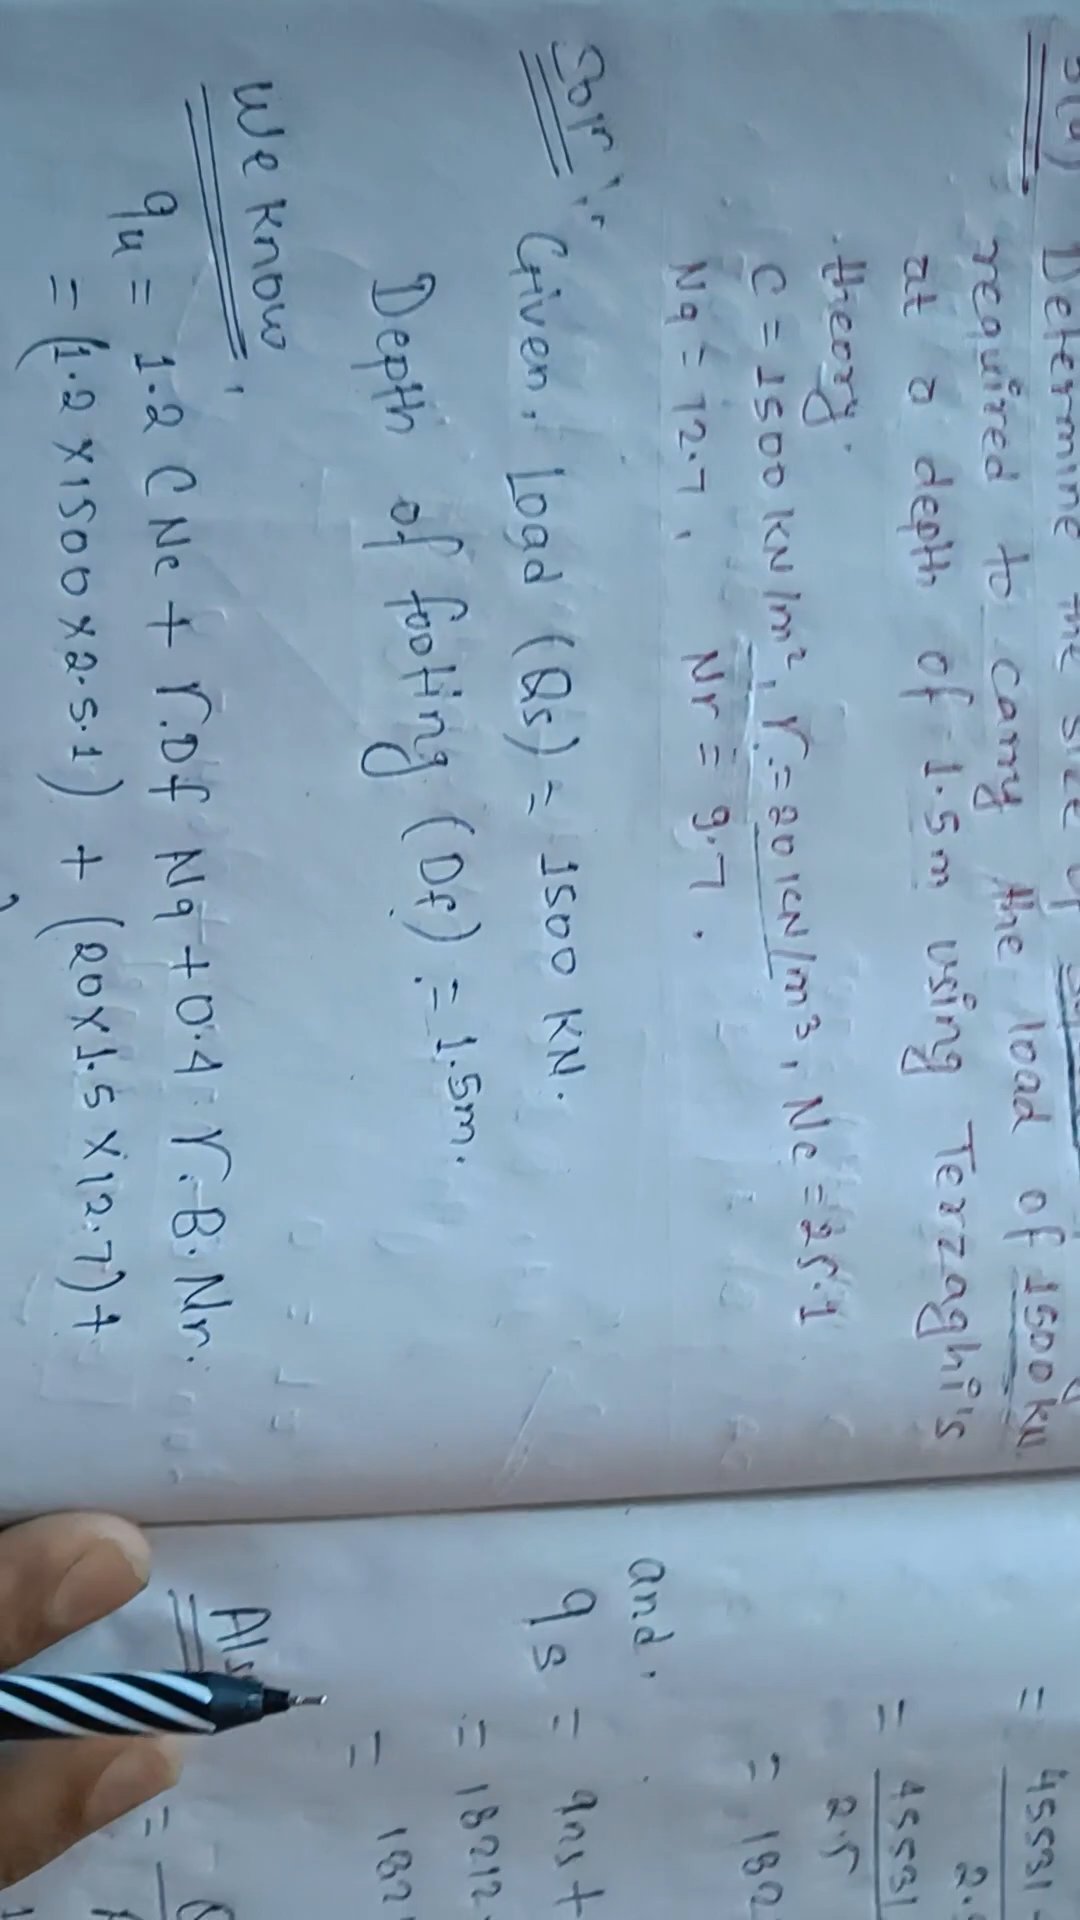 Determine the size of
required to carry the load of 1500 kN
at a depth of 1.5m using Terzaghi's
theory.
C = 1500 KN/m², γ = 20 KN/m³, Nc = 25.1
Nq = 12.7, Nr = 9.7.
Solⁿ:-
Given, Load (Qs) = 1500 KN.
Depth of footing (Df) = 1.5m.
We know,
qu = 1.2 CNc + γ.Df Nq + 0.4 γ.B.Nr.
= (1.2 × 1500 × 25.1) + (20 × 1.5 × 12.7) +
= 45531
= 45531
2.5
= 182
and,
qs = qns +
= 18212
= 182
=